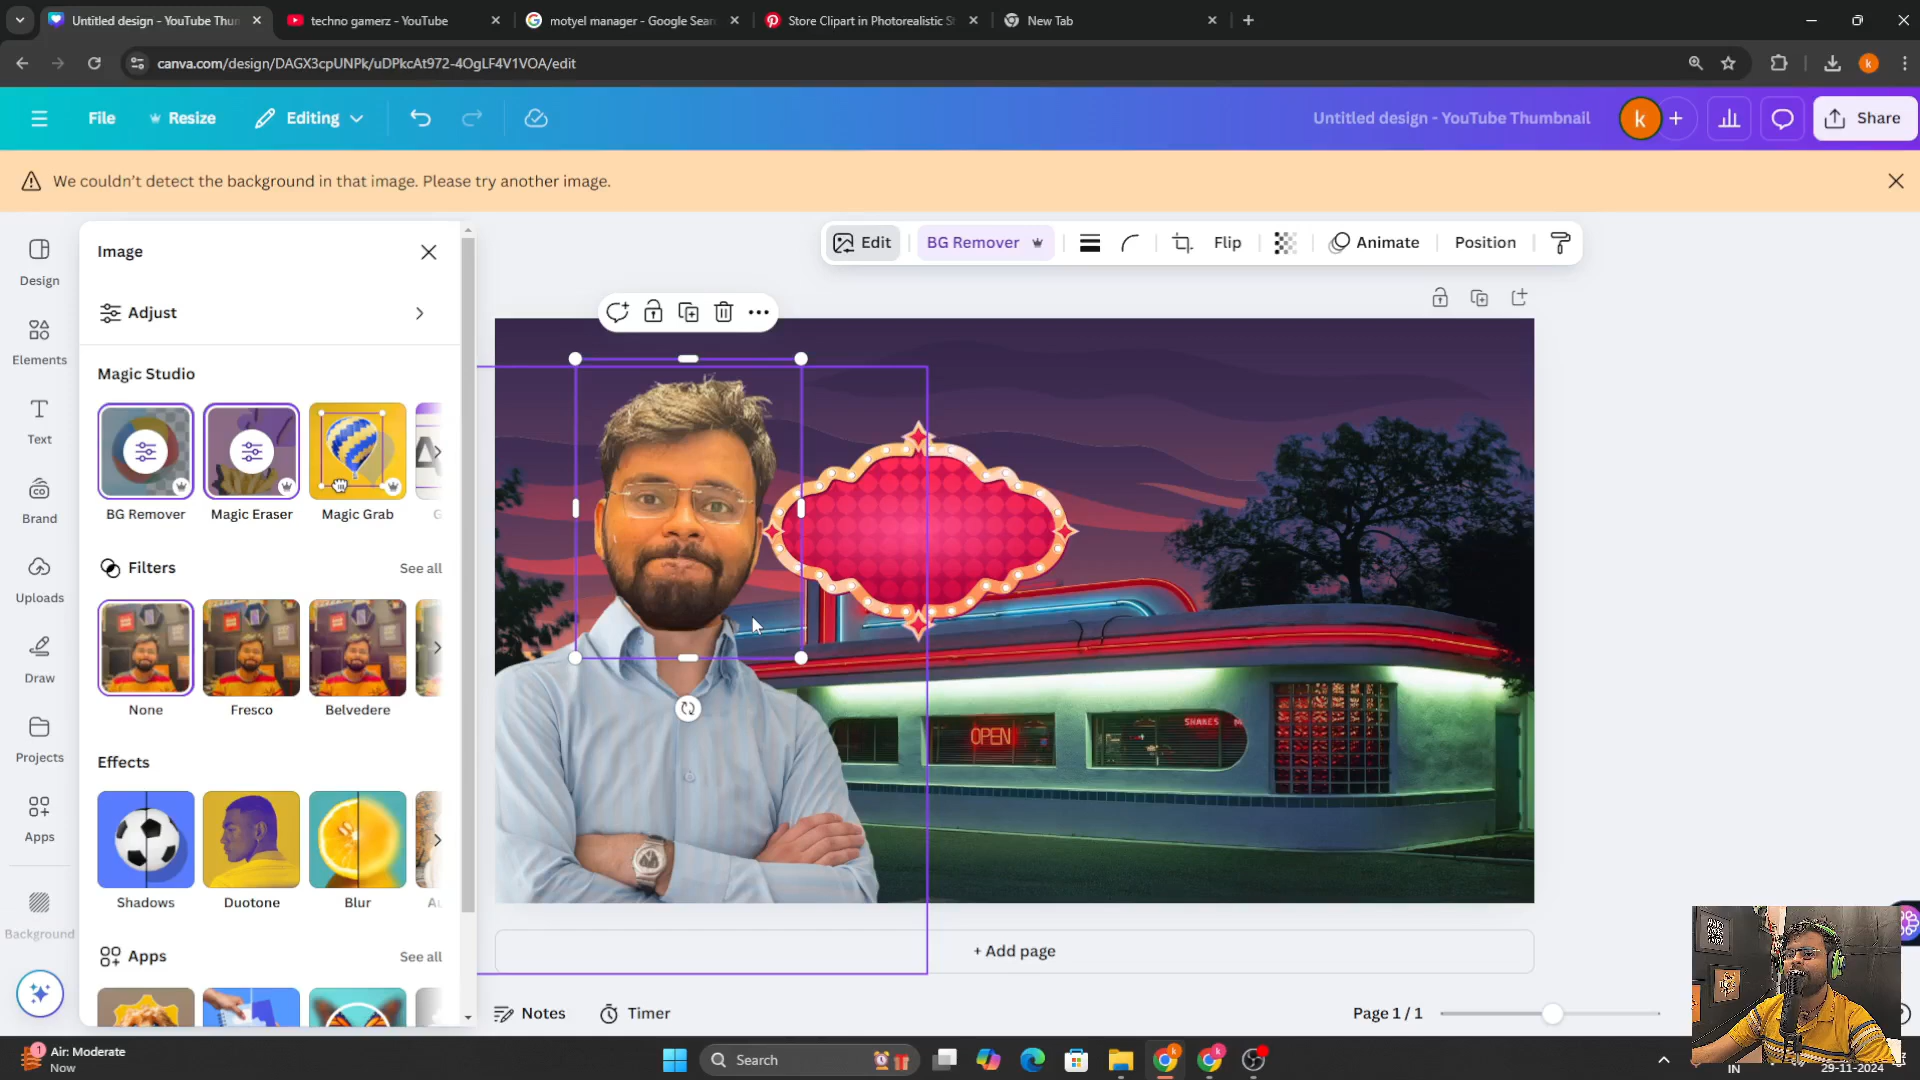 Untitled design - YouTube Thun
techno gamerz - YouTube
motyel manager - Google Sear
Store Clipart in Photorealistic S
New Tab
canva.com/design/DAGX3cpUNPk/uDPkcAt972-4OgLF4V1VOA/edit
k
File
Resize
Editing
Untitled design - YouTube Thumbnail
k
Share
We couldn't detect the background in that image. Please try another image.
Design
Elements
Text
Brand
Uploads
Draw
Projects
Apps
Background
Image
Adjust
Magic Studio
BG Remover
Magic Eraser
Magic Grab
G
Filters
See all
None
Fresco
Belvedere
Effects
Shadows
Duotone
Blur
Au
Apps
See all
Edit
BG Remover
Flip
Animate
Position
OPEN
SHAKES
+ Add page
Notes
Timer
Page 1 / 1
1
Air: Moderate
Now
Search
IN
29-11-2024